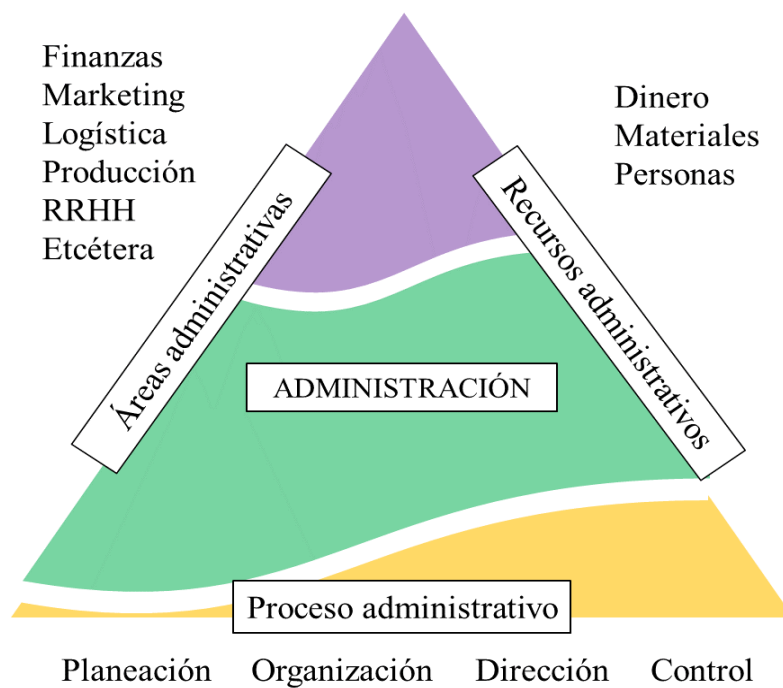 Finanzas
Marketing
Logística
Producción
RRHH
Etcétera
Dinero
Materiales
Personas
Áreas administrativas
Recursos administrativos
ADMINISTRACIÓN
Proceso administrativo
Planeación Organización Dirección Control